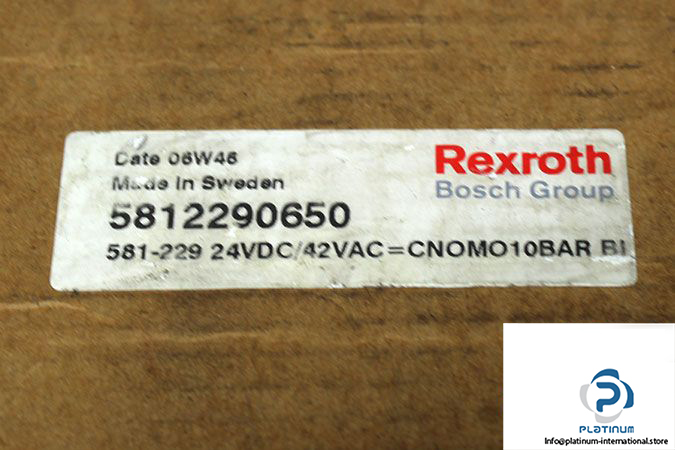 Date 06W46
Made In Sweden
Rexroth
Bosch Group
5812290650
581-229 24VDC/42VAC=CNOMO10BAR BI
PLATINUM
Info@platinum-international.store